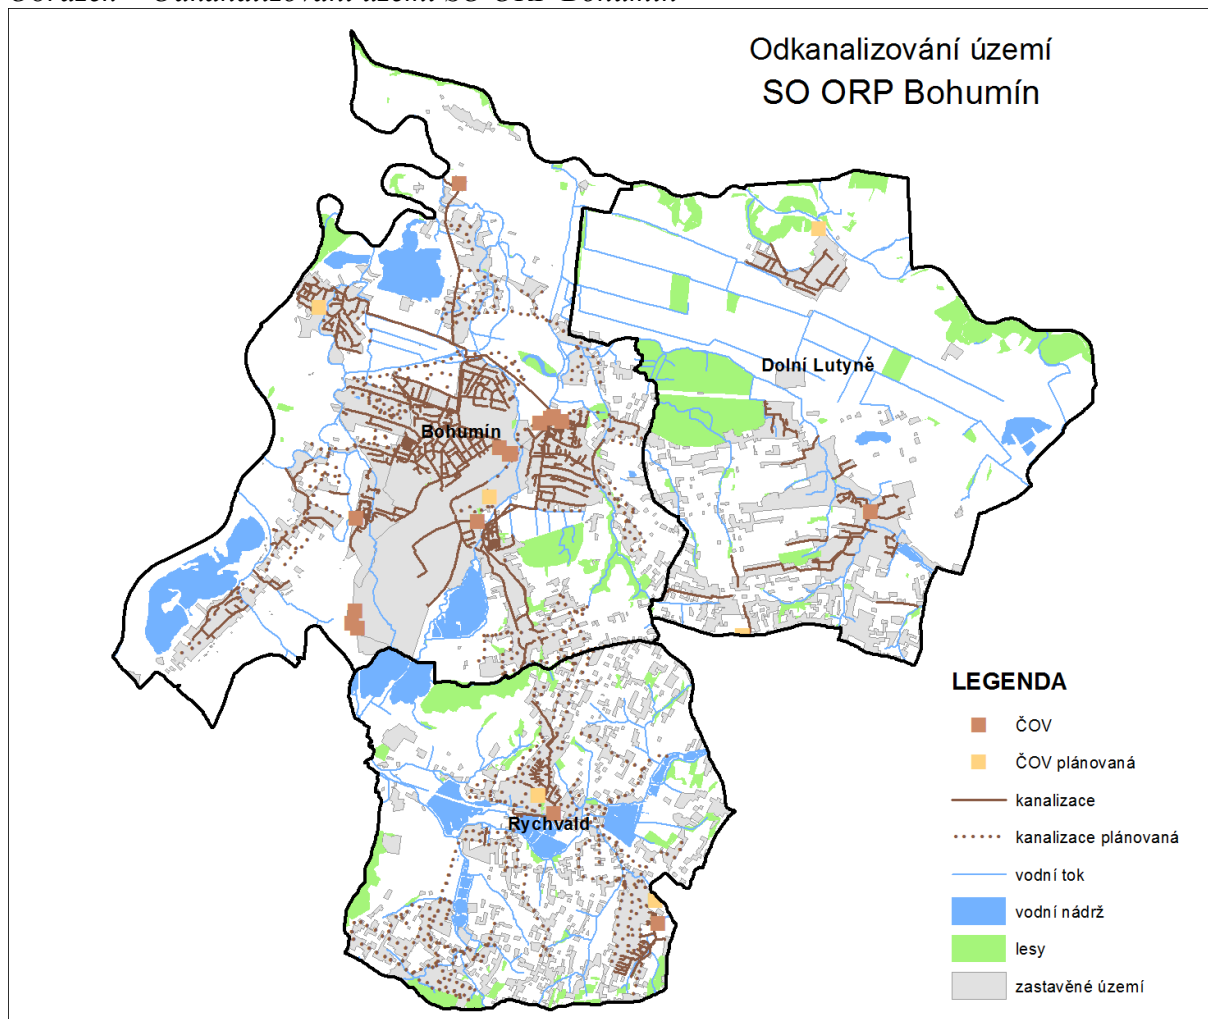 Odkanalizování území
SO ORP Bohumín
Dolní Lutyně
Bohumín
Rychvald
LEGENDA
ČOV
ČOV plánovaná
kanalizace
kanalizace plánovaná
vodní tok
vodní nádrž
lesy
zastavěné území